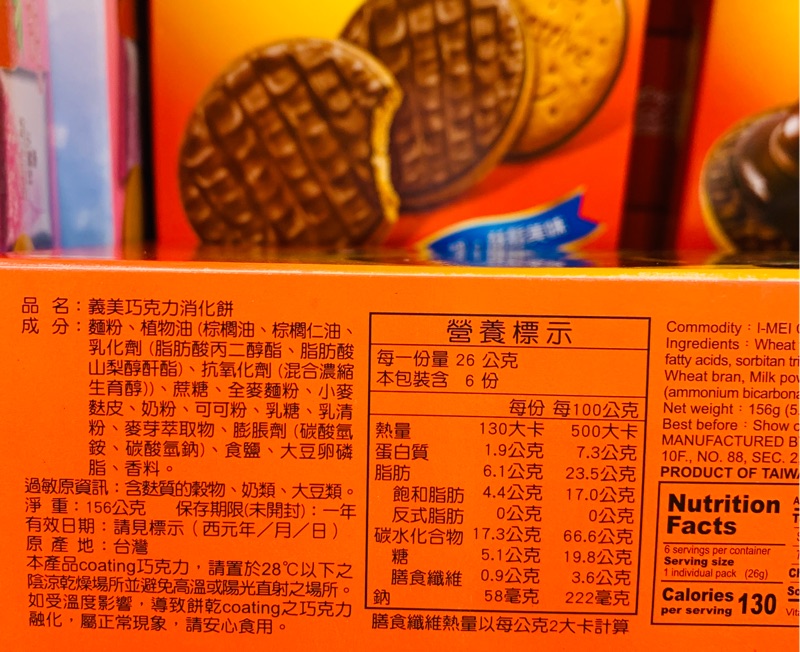 品 名：義美巧克力消化餅
成 分：麵粉、植物油（棕櫚油、棕櫚仁油、
乳化劑（脂肪酸丙二醇酯、脂肪酸
山梨醇酐酯）、抗氧化劑（混合濃縮
生育醇））、蔗糖、全麥麵粉、小麥
麩皮、奶粉、可可粉、乳糖、乳清
粉、麥芽萃取物、膨脹劑（碳酸氫
銨、碳酸氫鈉）、食鹽、大豆卵磷
脂、香料。
過敏原資訊：含麩質的穀物、奶類、大豆類。
淨 重：156公克 保存期限(未開封)：一年
有效日期：請見標示（西元年／月／日）
原 產 地：台灣
本產品coating巧克力，請置於28℃以下之
陰涼乾燥場所並避免高溫或陽光直射之場所。
如受溫度影響，導致餅乾coating之巧克力
融化，屬正常現象，請安心食用。
營養標示
每一份量 26 公克
本包裝含 6 份
每份 每100公克
熱量 130大卡 500大卡
蛋白質 1.9公克 7.3公克
脂肪 6.1公克 23.5公克
飽和脂肪 4.4公克 17.0公克
反式脂肪 0公克 0公克
碳水化合物 17.3公克 66.6公克
糖 5.1公克 19.8公克
膳食纖維 0.9公克 3.6公克
鈉 58毫克 222毫克
膳食纖維熱量以每公克2大卡計算
Commodity：I-MEI
Ingredients：Wheat
fatty acids, sorbitan tri
Wheat bran, Milk pow
(ammonium bicarbona
Net weight：156g (5
Best before：Show
MANUFACTURED B
10F., NO. 88, SEC. 2
PRODUCT OF TAIWA
Nutrition
Facts
6 servings per container
Serving size
1 individual pack (26g)
Calories
per serving 130